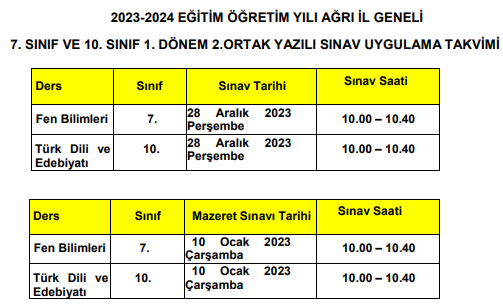 2023-2024 EĞİTİM ÖĞRETİM YILI AĞRI İL GENELİ
7. SINIF VE 10. SINIF 1. DÖNEM 2.ORTAK YAZILI SINAV UYGULAMA TAKVİMİ
Ders Sınıf Sınav Tarihi Sınav Saati
Fen Bilimleri 7. 28 Aralık 2023 Perşembe 10.00 – 10.40
Türk Dili ve Edebiyatı 10. 28 Aralık 2023 Perşembe 10.00 – 10.40
Ders Sınıf Mazeret Sınavı Tarihi Sınav Saati
Fen Bilimleri 7. 10 Ocak 2023 Çarşamba 10.00 – 10.40
Türk Dili ve Edebiyatı 10. 10 Ocak 2023 Çarşamba 10.00 – 10.40